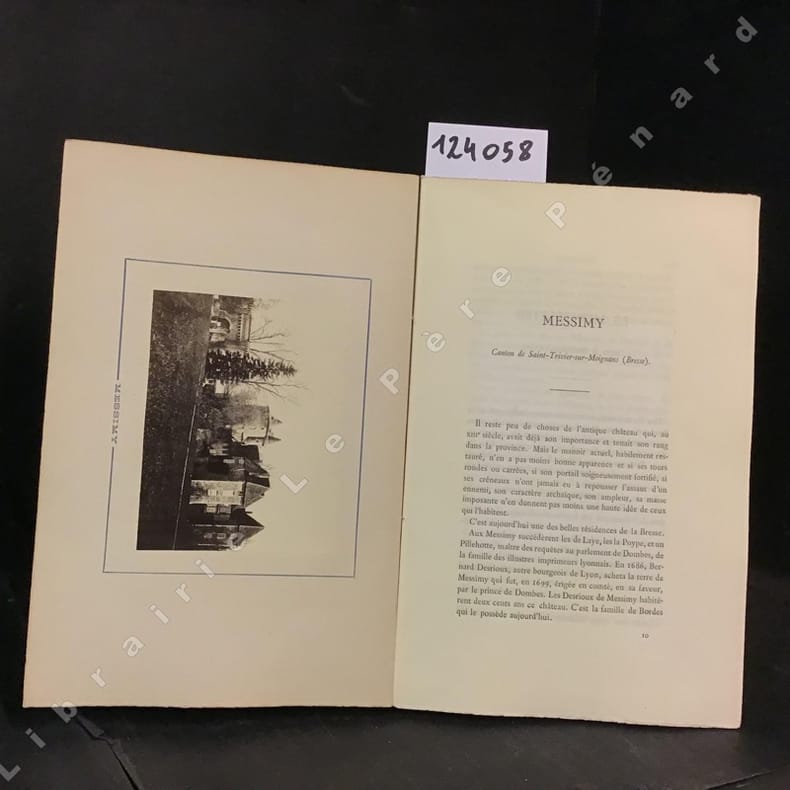 124058
MESSIMY
MESSIMY
Canton de Saint-Trivier-sur-Moignans (Bresse).
Il reste peu de choses de l'antique château qui, au
XIIIe siècle, avait déjà son importance et tenait son rang
dans la province. Mais le manoir actuel, habilement res-
tauré, n'en a pas moins bonne apparence et si ses tours
rondes ou carrées, si son portail soigneusement fortifié, si
ses créneaux n'ont jamais eu à repousser l'assaut d'un
ennemi, son caractère archaïque, son ampleur, sa masse
imposante n'en donnent pas moins une haute idée de ceux
qui l'habitent.
C'est aujourd'hui une des belles résidences de la Bresse.
Aux Messimy succédèrent les de Laye, les la Poype, et un
Pillehotte, maître des requêtes au parlement de Dombes, de
la famille des illustres imprimeurs lyonnais. En 1686, Ber-
nard Desrioux, autre bourgeois de Lyon, acheta la terre de
Messimy qui fut, en 1699, érigée en comté, en sa faveur,
par le prince de Dombes. Les Desrioux de Messimy habitè-
rent deux cents ans ce château. C'est la famille de Bordes
qui le possède aujourd'hui.
10
Librairie Le Père Pénard